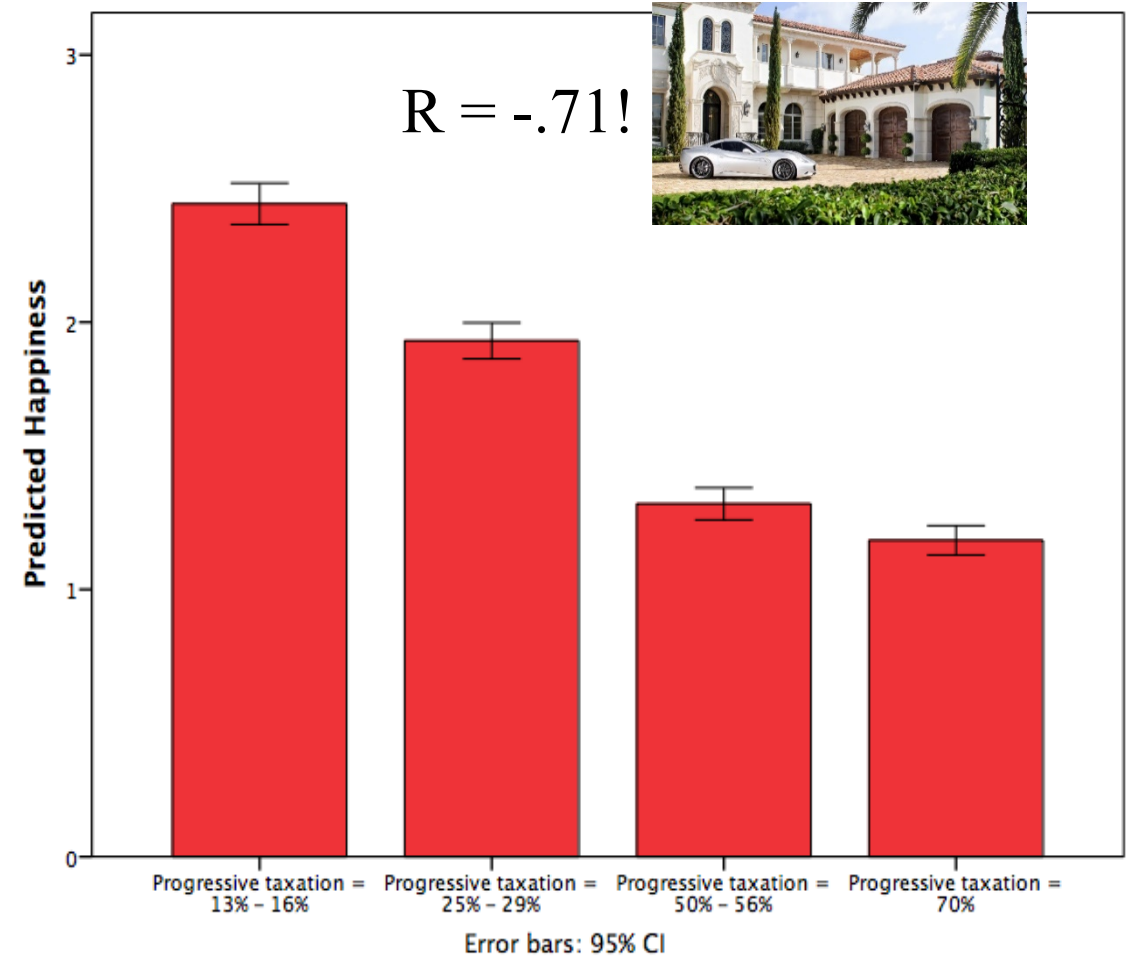 R = -.71!
3
2
1
0
Predicted Happiness
Progressive taxation = 13% – 16%
Progressive taxation = 25% – 29%
Progressive taxation = 50% – 56%
Progressive taxation = 70%
Error bars: 95% CI